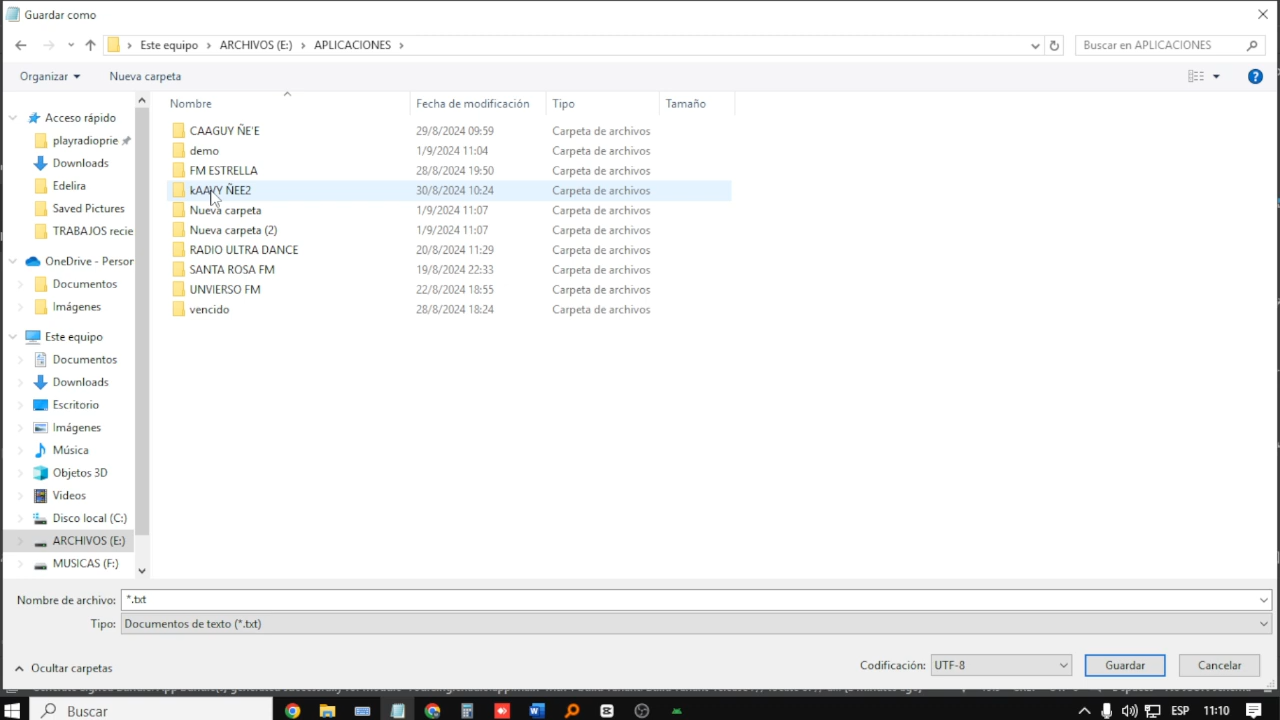 Guardar como
Este equipo > ARCHIVOS (E:) > APLICACIONES >
Buscar en APLICACIONES
Organizar
Nueva carpeta
Nombre Fecha de modificación Tipo Tamaño
Acceso rápido
playradioprie
Downloads
Edelira
Saved Pictures
TRABAJOS recie
OneDrive - Persor
Documentos
Imágenes
Este equipo
Documentos
Downloads
Escritorio
Imágenes
Música
Objetos 3D
Videos
Disco local (C:)
ARCHIVOS (E:)
MUSICAS (F:)
CAAGUY ÑE'E 29/8/2024 09:59 Carpeta de archivos
demo 1/9/2024 11:04 Carpeta de archivos
FM ESTRELLA 28/8/2024 19:50 Carpeta de archivos
kAAVY ÑEE2 30/8/2024 10:24 Carpeta de archivos
Nueva carpeta 1/9/2024 11:07 Carpeta de archivos
Nueva carpeta (2) 1/9/2024 11:07 Carpeta de archivos
RADIO ULTRA DANCE 20/8/2024 11:29 Carpeta de archivos
SANTA ROSA FM 19/8/2024 22:33 Carpeta de archivos
UNVIERSO FM 22/8/2024 18:55 Carpeta de archivos
vencido 28/8/2024 18:24 Carpeta de archivos
Nombre de archivo: *.txt
Tipo: Documentos de texto (*.txt)
Ocultar carpetas
Codificación: UTF-8
Guardar
Cancelar
Buscar
ESP 11:10